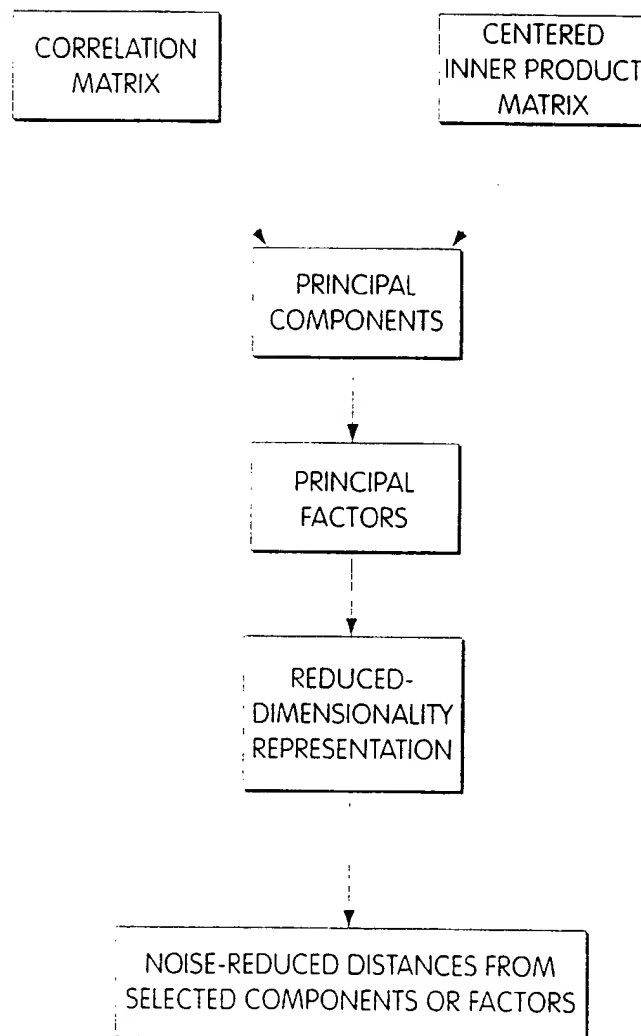 CORRELATION
MATRIX
CENTERED
INNER PRODUCT
MATRIX
PRINCIPAL
COMPONENTS
PRINCIPAL
FACTORS
REDUCED-
DIMENSIONALITY
REPRESENTATION
NOISE-REDUCED DISTANCES FROM
SELECTED COMPONENTS OR FACTORS